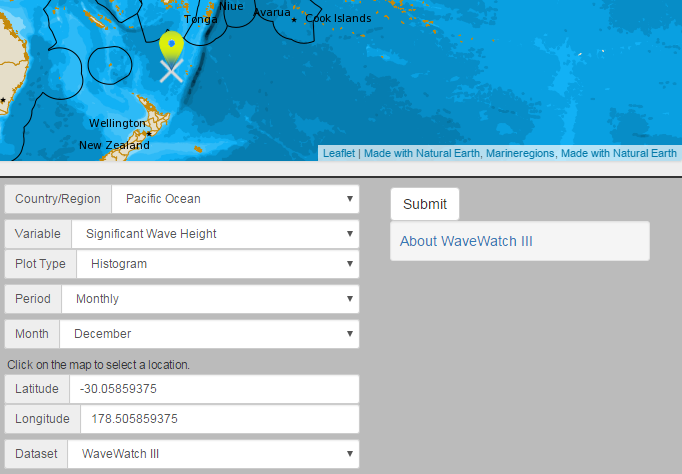 Niue
Tonga
Avarua
Cook Islands
Wellington
New Zealand
Leaflet | Made with Natural Earth, Marineregions, Made with Natural Earth
Country/Region Pacific Ocean
Submit
Variable Significant Wave Height
About WaveWatch III
Plot Type Histogram
Period Monthly
Month December
Click on the map to select a location.
Latitude -30.05859375
Longitude 178.505859375
Dataset WaveWatch III